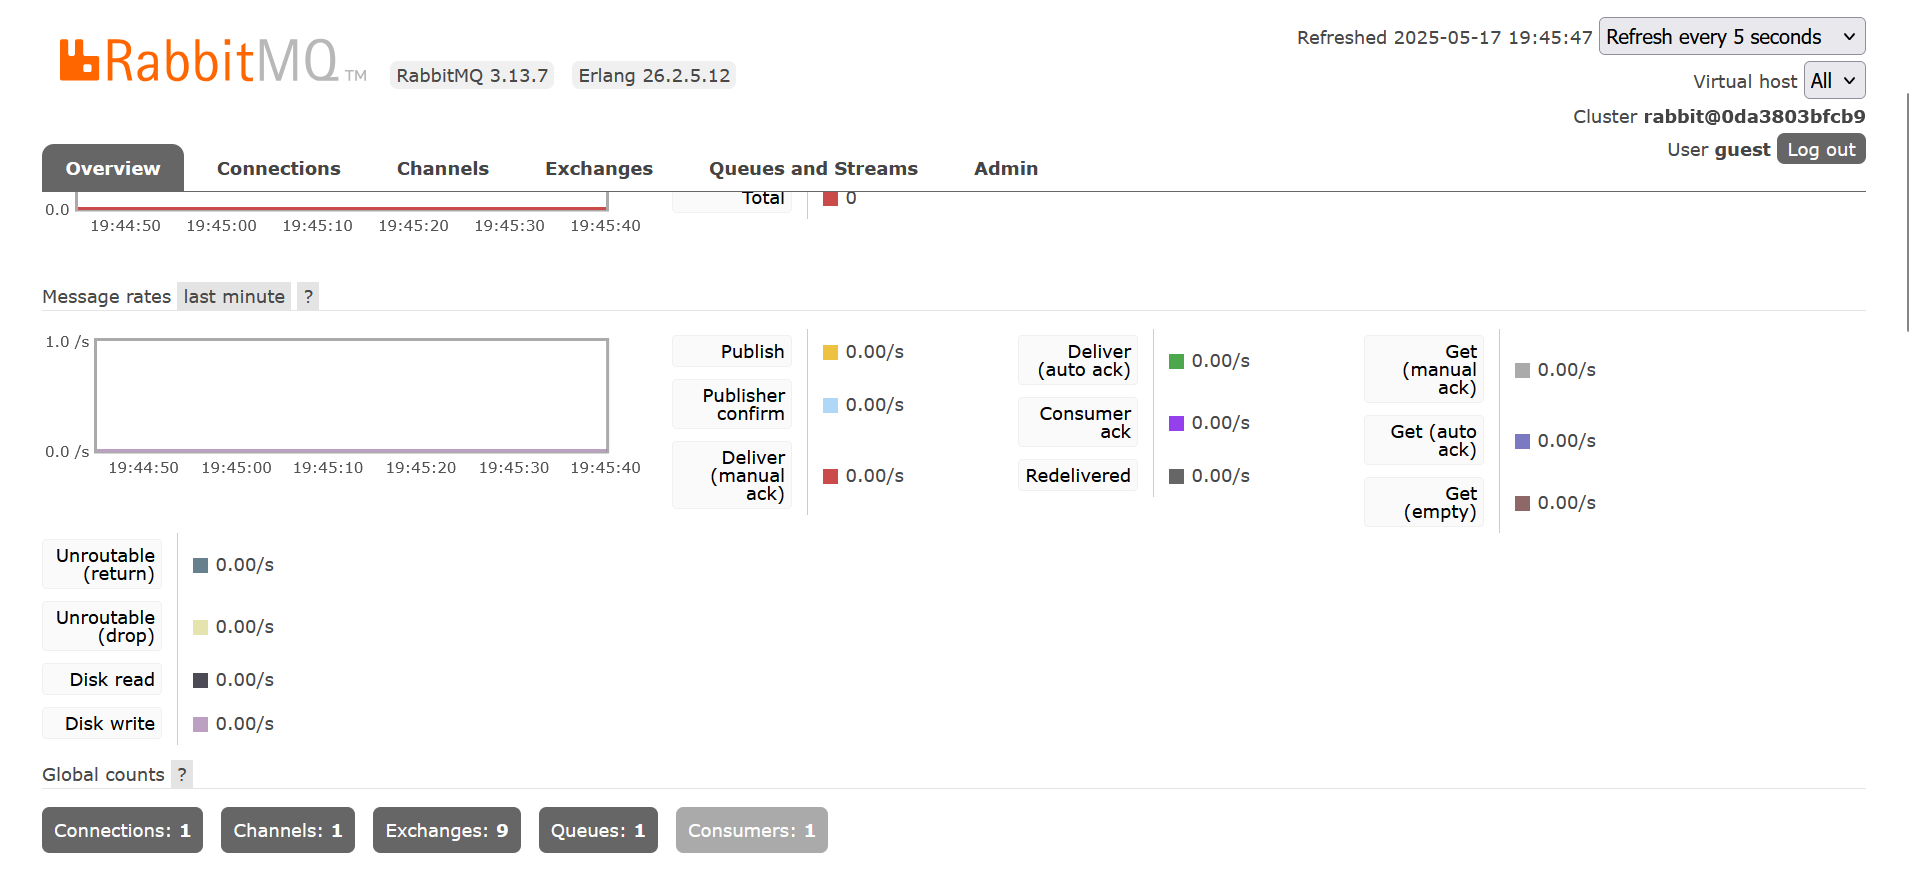 RabbitMQ TM
RabbitMQ 3.13.7
Erlang 26.2.5.12
Refreshed 2025-05-17 19:45:47
Refresh every 5 seconds
Virtual host All
Cluster rabbit@0da3803bfcb9
User guest Log out
Overview Connections Channels Exchanges Queues and Streams Admin
0.0
19:44:50 19:45:00 19:45:10 19:45:20 19:45:30 19:45:40
Total 0
Message rates last minute ?
1.0 /s
0.0 /s
19:44:50 19:45:00 19:45:10 19:45:20 19:45:30 19:45:40
Publish 0.00/s
Publisher
confirm 0.00/s
Deliver
(manual
ack) 0.00/s
Deliver
(auto ack) 0.00/s
Consumer
ack 0.00/s
Redelivered 0.00/s
Get
(manual
ack) 0.00/s
Get (auto
ack) 0.00/s
Get
(empty) 0.00/s
Unroutable
(return) 0.00/s
Unroutable
(drop) 0.00/s
Disk read 0.00/s
Disk write 0.00/s
Global counts ?
Connections: 1 Channels: 1 Exchanges: 9 Queues: 1 Consumers: 1